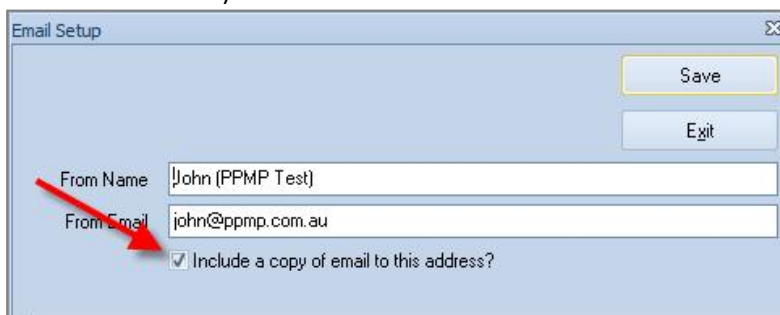 Email Setup
Save
Exit
From Name
John (PPMP Test)
From Email
john@ppmp.com.au
Include a copy of email to this address?